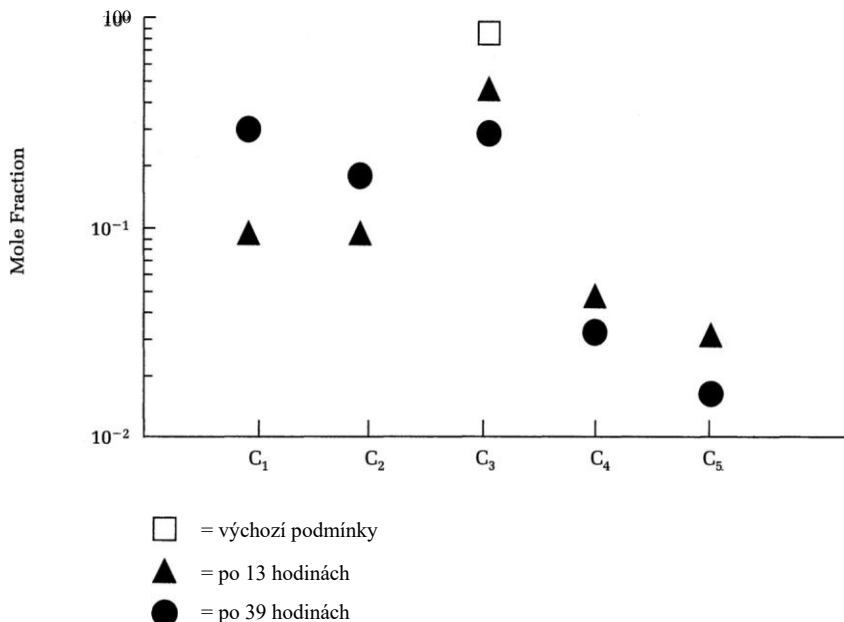 100
Mole Fraction
10⁻¹
10⁻²
C₁ C₂ C₃ C₄ C₅.
= výchozí podmínky
= po 13 hodinách
= po 39 hodinách